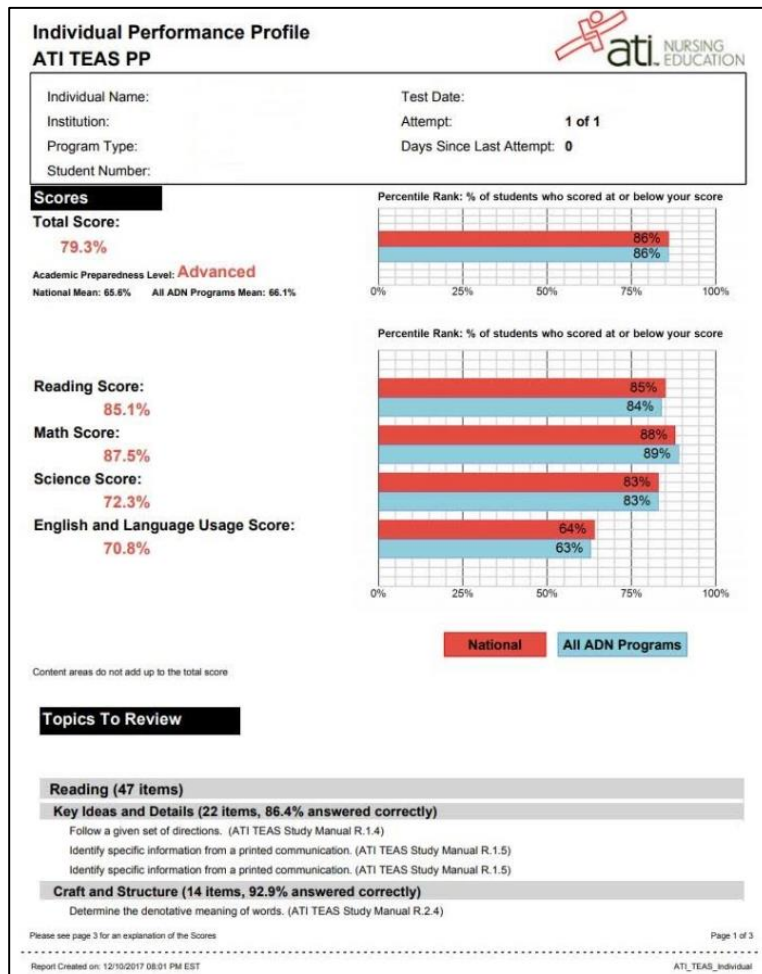 Individual Performance Profile
ATI TEAS PP
ati NURSING EDUCATION
Individual Name:
Institution:
Program Type:
Student Number:
Test Date:
Attempt: 1 of 1
Days Since Last Attempt: 0
Scores
Total Score:
79.3%
Academic Preparedness Level: Advanced
National Mean: 65.6% All ADN Programs Mean: 66.1%
Percentile Rank: % of students who scored at or below your score
86%
86%
0% 25% 50% 75% 100%
Percentile Rank: % of students who scored at or below your score
Reading Score:
85.1%
85%
84%
Math Score:
87.5%
88%
89%
Science Score:
72.3%
83%
83%
English and Language Usage Score:
70.8%
64%
63%
0% 25% 50% 75% 100%
National All ADN Programs
Content areas do not add up to the total score
Topics To Review
Reading (47 items)
Key Ideas and Details (22 items, 86.4% answered correctly)
Follow a given set of directions. (ATI TEAS Study Manual R.1.4)
Identify specific information from a printed communication. (ATI TEAS Study Manual R.1.5)
Identify specific information from a printed communication. (ATI TEAS Study Manual R.1.5)
Craft and Structure (14 items, 92.9% answered correctly)
Determine the denotative meaning of words. (ATI TEAS Study Manual R.2.4)
Please see page 3 for an explanation of the Scores Page 1 of 3
Report Created on: 12/10/2017 08:01 PM EST ATI_TEAS_Individual